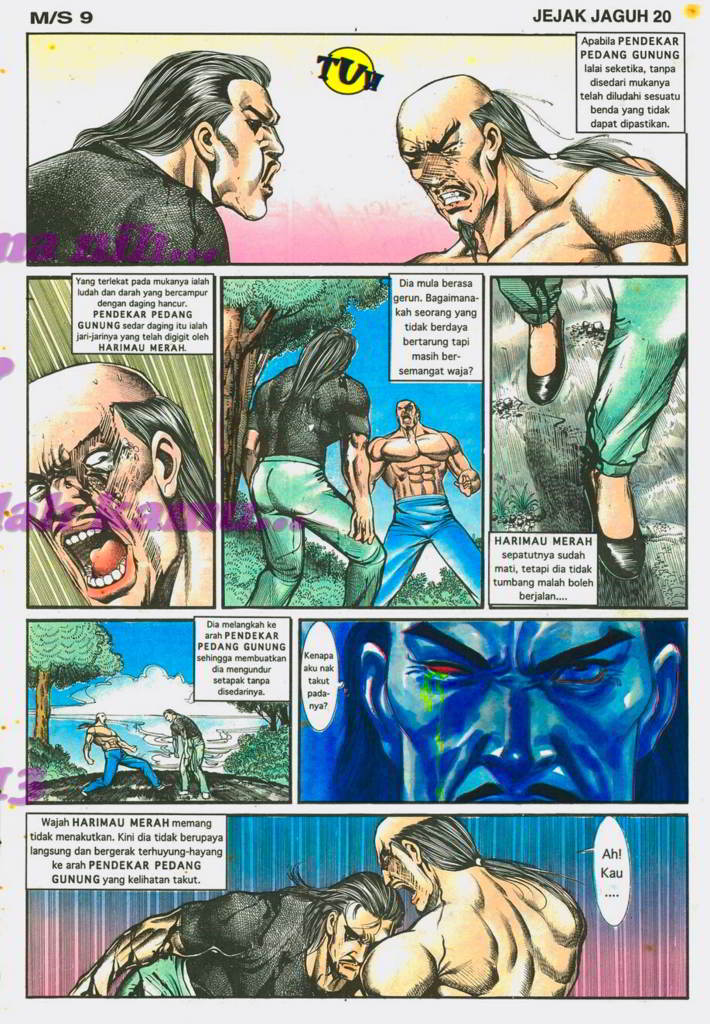 M/S 9
JEJAK JAGUH 20
TUH
Apabila PENDEKAR
PEDANG GUNUNG
lalai seketika, tanpa
disedari mukanya
telah diludahi sesuatu
benda yang tidak
dapat dipastikan.
nih...
Yang terlekat pada mukanya ialah
ludah dan darah yang bercampur
dengan daging hancur.
PENDEKAR PEDANG
GUNUNG sedar daging itu ialah
jari-jarinya yang telah digigit oleh
HARIMAU MERAH.
Dia mula berasa
gerun. Bagaimana-
kah seorang yang
tidak berdaya
bertarung tapi
masih ber-
semangat waja?
HARIMAU MERAH
sepatutnya sudah
mati, tetapi dia tidak
tumbang malah boleh
berjalan....
Dia melangkah ke
arah PENDEKAR
PEDANG GUNUNG
sehingga membuatkan
dia mengundur
setapak tanpa
disedarinya.
Kenapa
aku nak
takut
pada-
nya?
Wajah HARIMAU MERAH memang
tidak menakutkan. Kini dia tidak berupaya
langsung dan bergerak terhuyung-hayang
ke arah PENDEKAR PEDANG
GUNUNG yang kelihatan takut.
Ah!
Kau
....